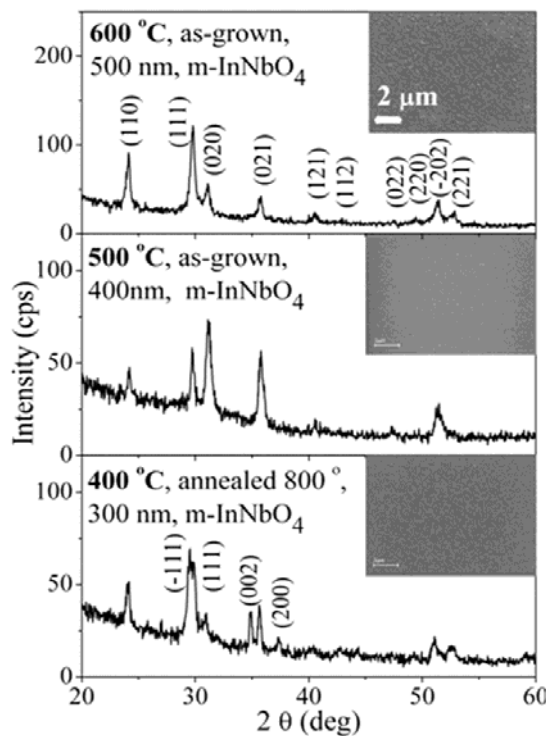 600 °C, as-grown,
500 nm, m-InNbO4
2 μm
(110)
(111)
(020)
(021)
(121)
(112)
(022)
(220)
(-202)
(221)
200
100
0
500 °C, as-grown,
400nm, m-InNbO4
100
50
0
400 °C, annealed 800 °,
300 nm, m-InNbO4
(-111)
(111)
(002)
(200)
100
50
0
Intensity (cps)
20 30 40 50 60
2 θ (deg)